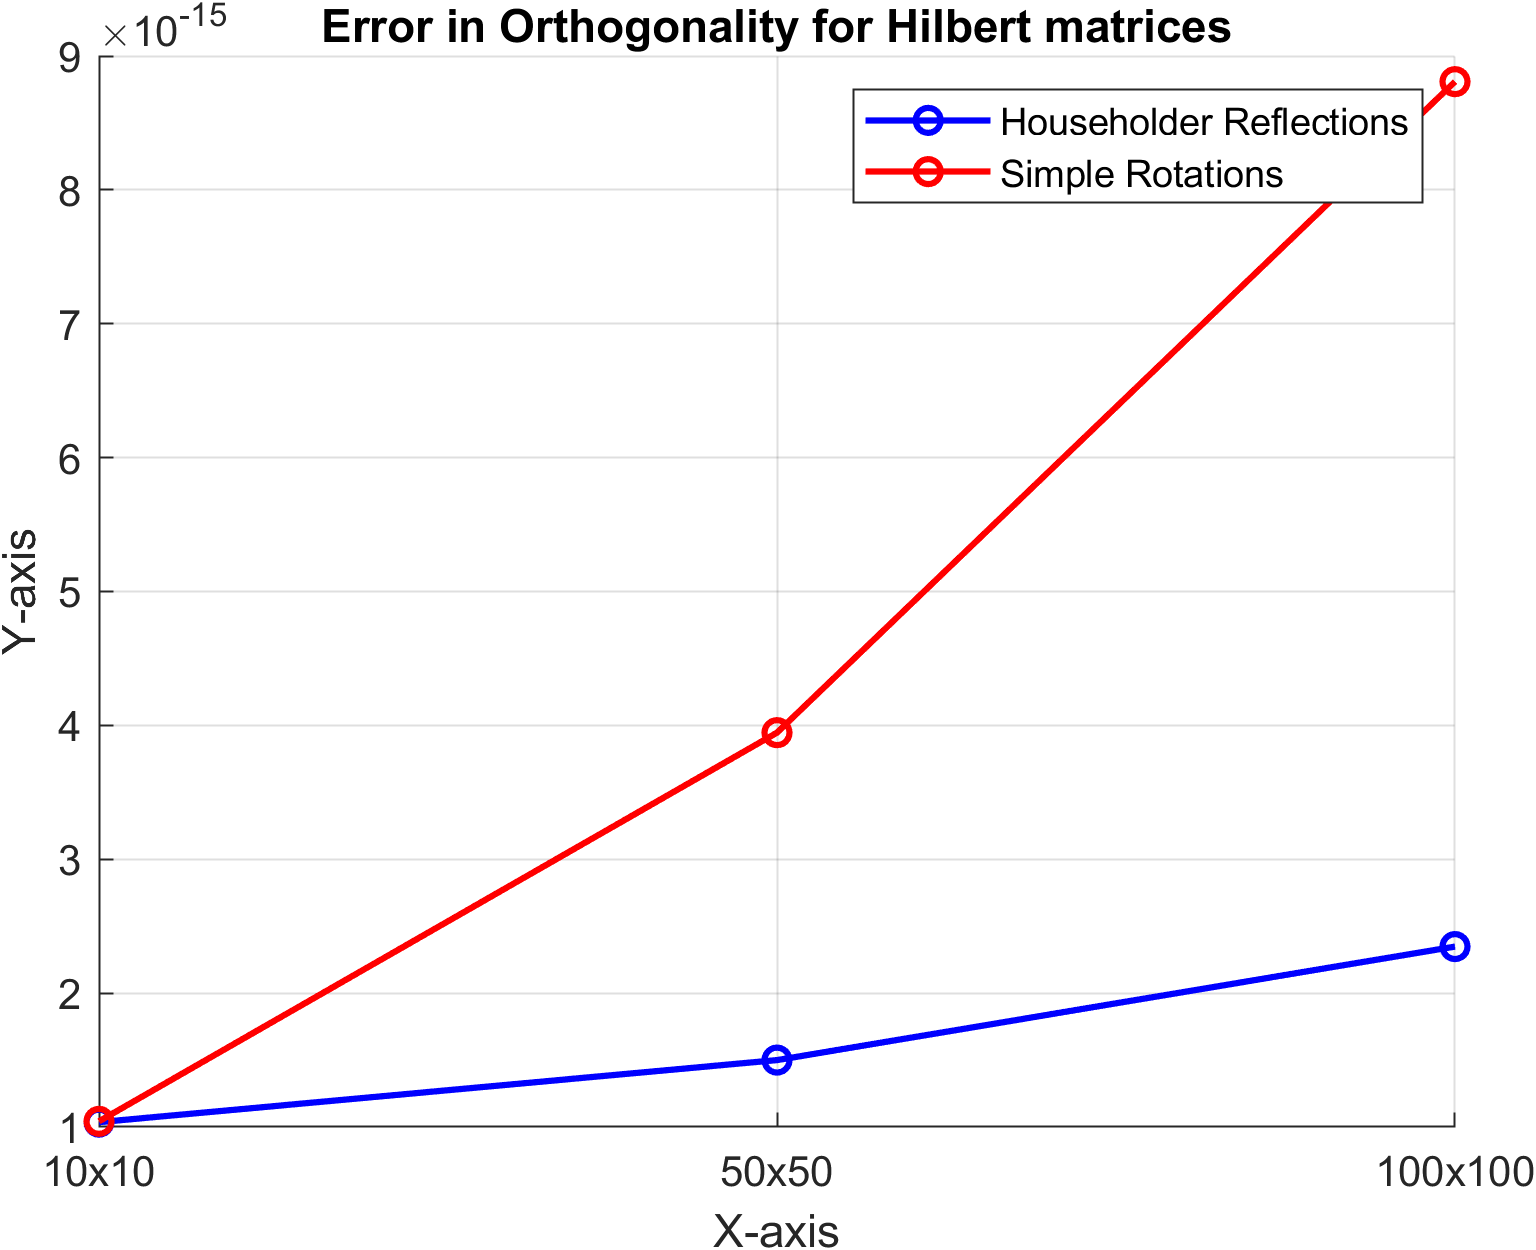 Error in Orthogonality for Hilbert matrices
×10-15
9
8
7
6
5
4
3
2
1
Y-axis
Householder Reflections
Simple Rotations
10x10 50x50 100x100
X-axis